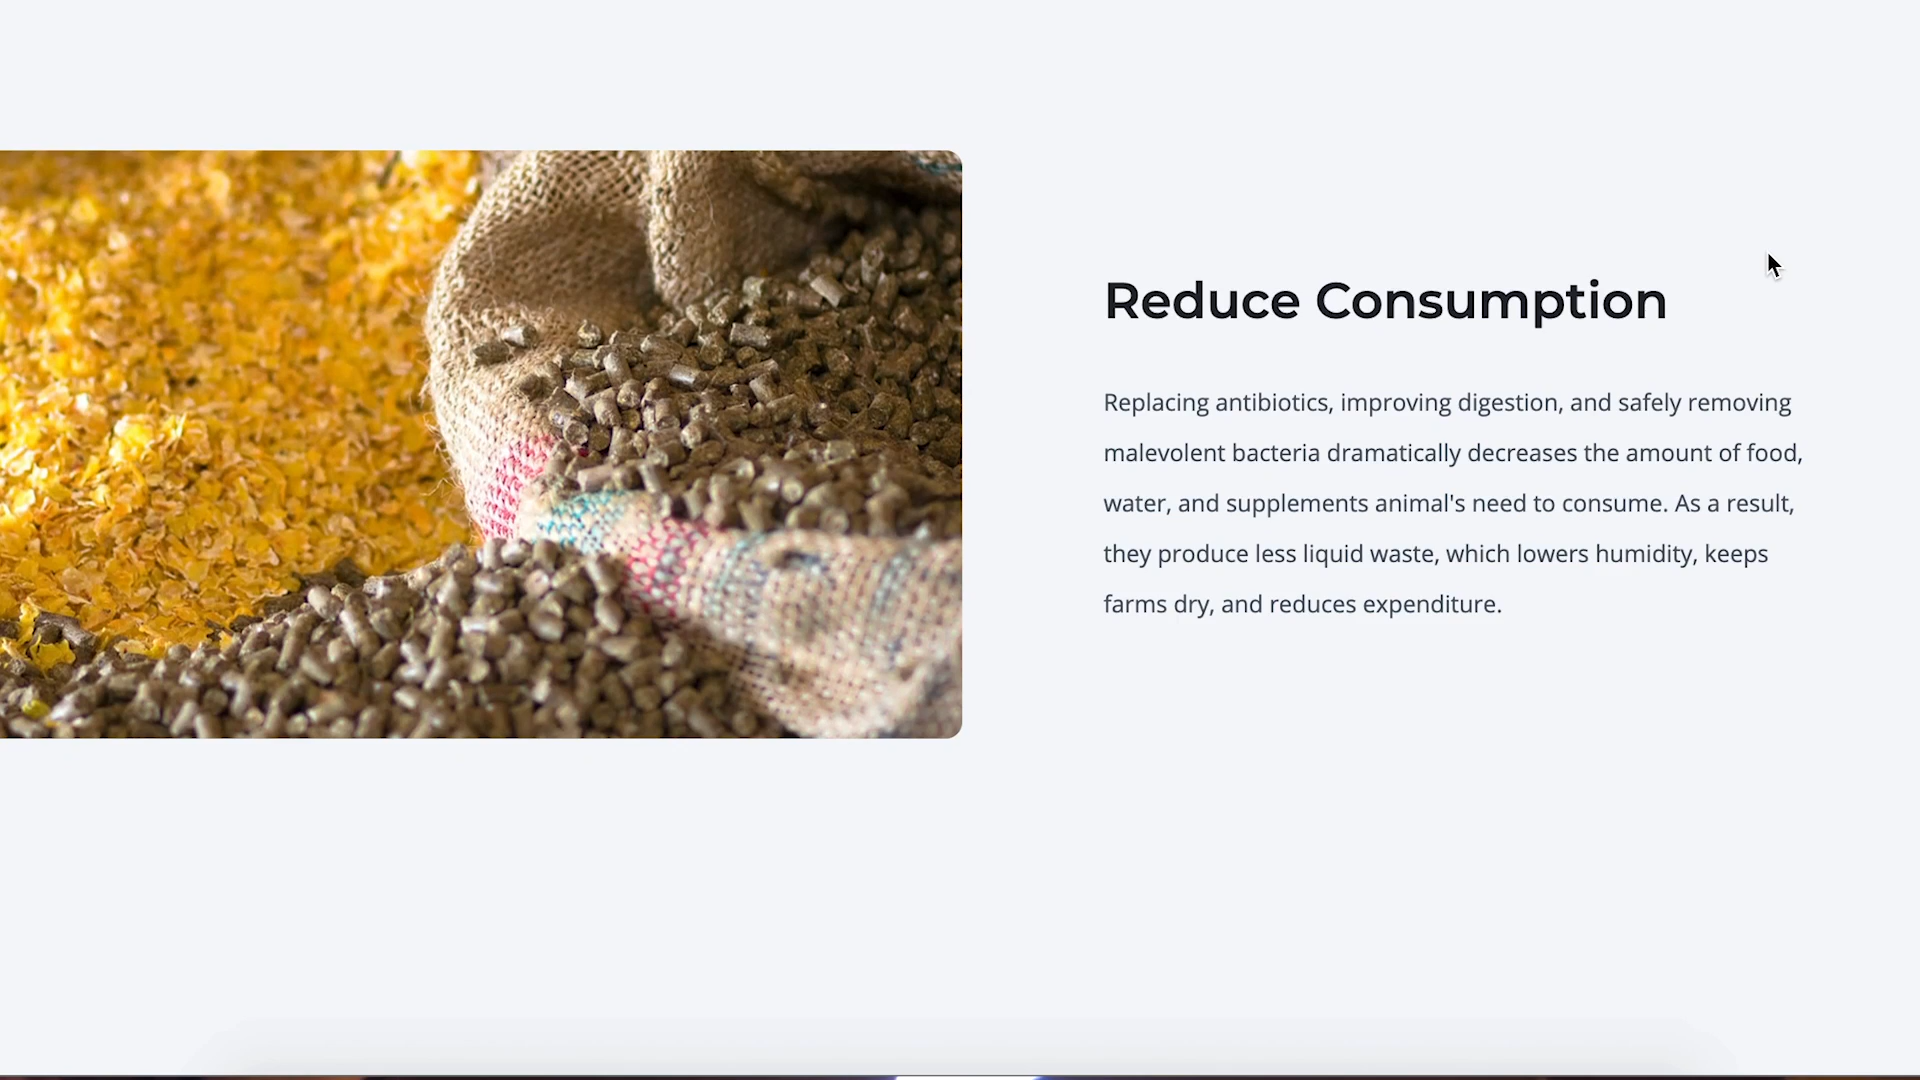 Reduce Consumption
Replacing antibiotics, improving digestion, and safely removing
malevolent bacteria dramatically decreases the amount of food,
water, and supplements animal's need to consume. As a result,
they produce less liquid waste, which lowers humidity, keeps
farms dry, and reduces expenditure.